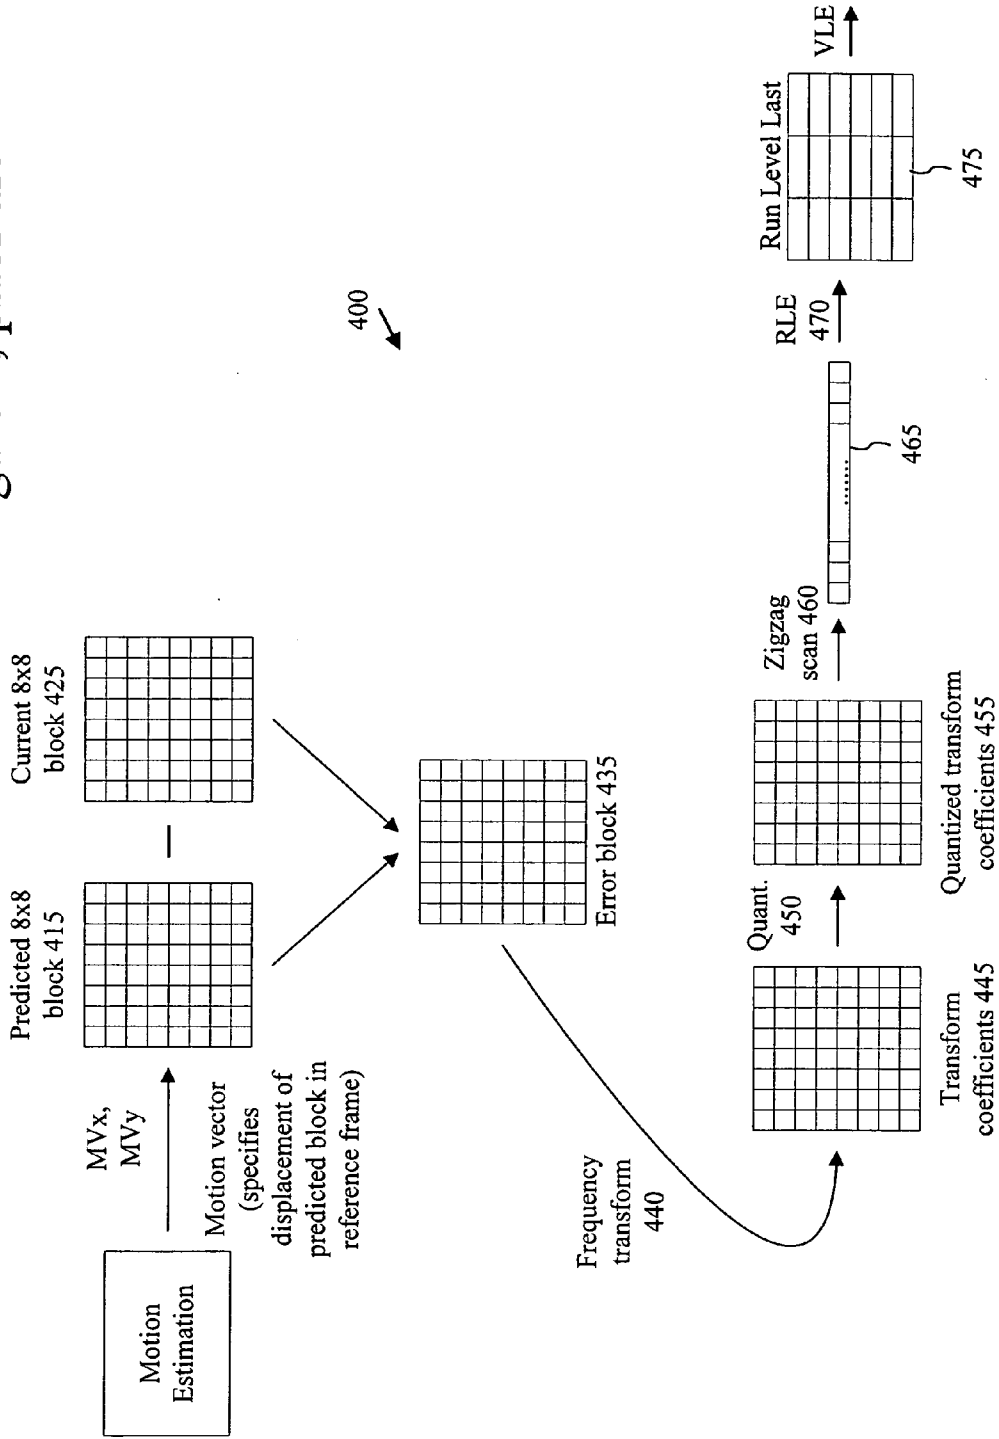 Motion
Estimation
MVx,
MVy
Motion vector
(specifies
displacement of
predicted block in
reference frame)
Predicted 8x8
block 415
Current 8x8
block 425
400
Error block 435
Frequency
transform
440
Transform
coefficients 445
Quant.
450
Quantized transform
coefficients 455
Zigzag
scan 460
465
RLE
470
Run Level Last
475
VLE